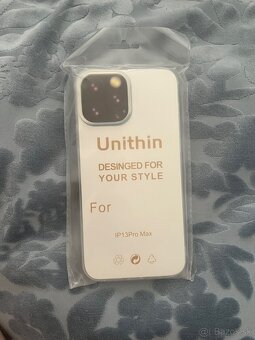 Unithin
DESINGED FOR
YOUR STYLE
For
IP13Pro Max